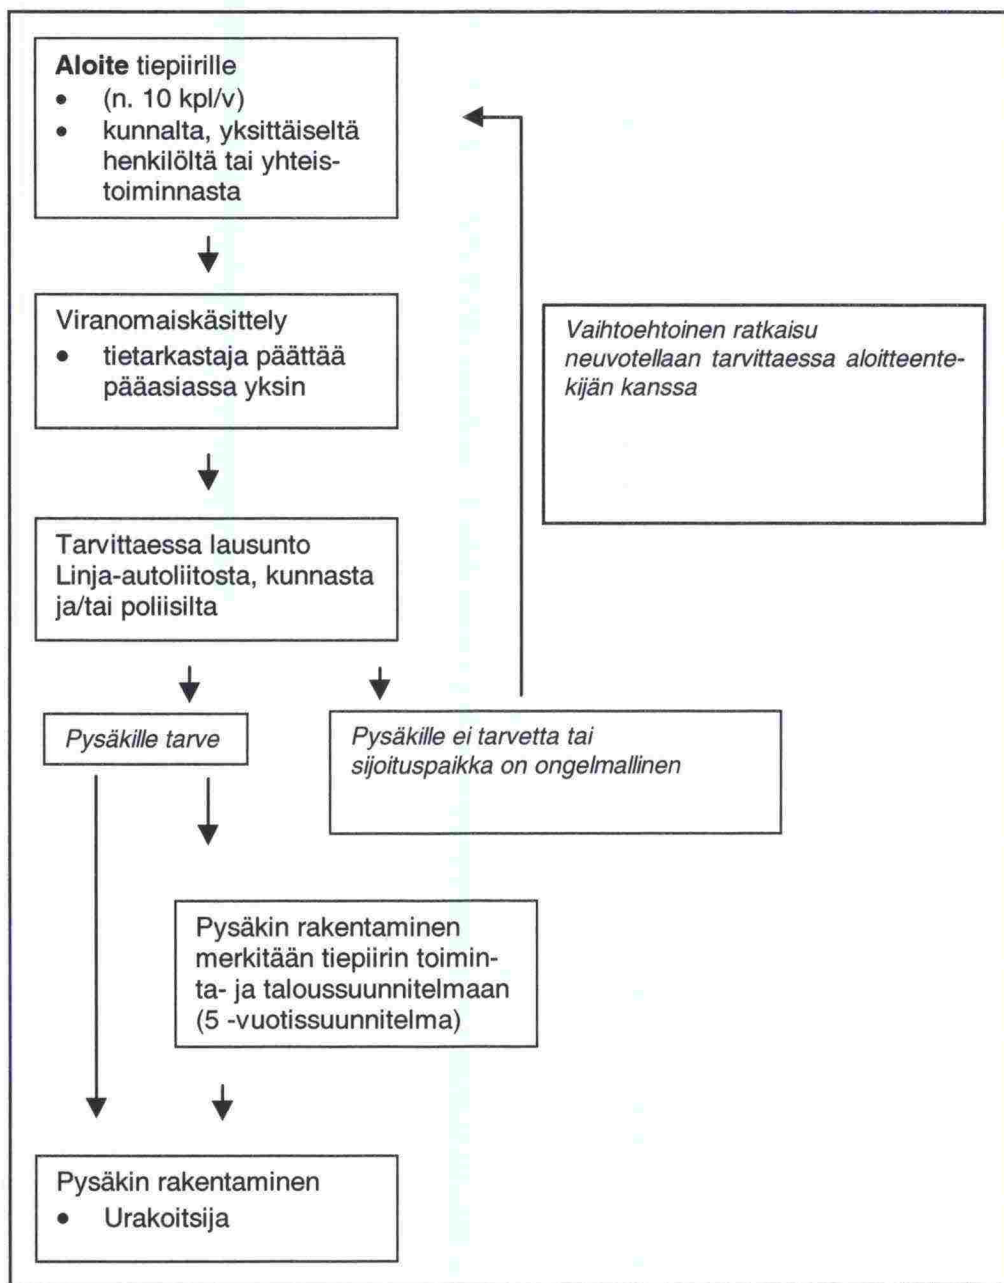 Aloite tiepiirille
• (n. 10 kpl/v)
• kunnalta, yksittäiseltä
henkilöltä tai yhteis-
toiminnasta
Viranomaiskäsittely
• tietarkastaja päättää
pääasiassa yksin
Vaihtoehtoinen ratkaisu
neuvotellaan tarvittaessa aloitteente-
kijän kanssa
Tarvittaessa lausunto
Linja-autoliitosta, kunnasta
ja/tai poliisilta
Pysäkille tarve
Pysäkille ei tarvetta tai
sijoituspaikka on ongelmallinen
Pysäkin rakentaminen
merkitään tiepiirin toimin-
ta- ja taloussuunnitelmaan
(5 -vuotissuunnitelma)
Pysäkin rakentaminen
• Urakoitsija